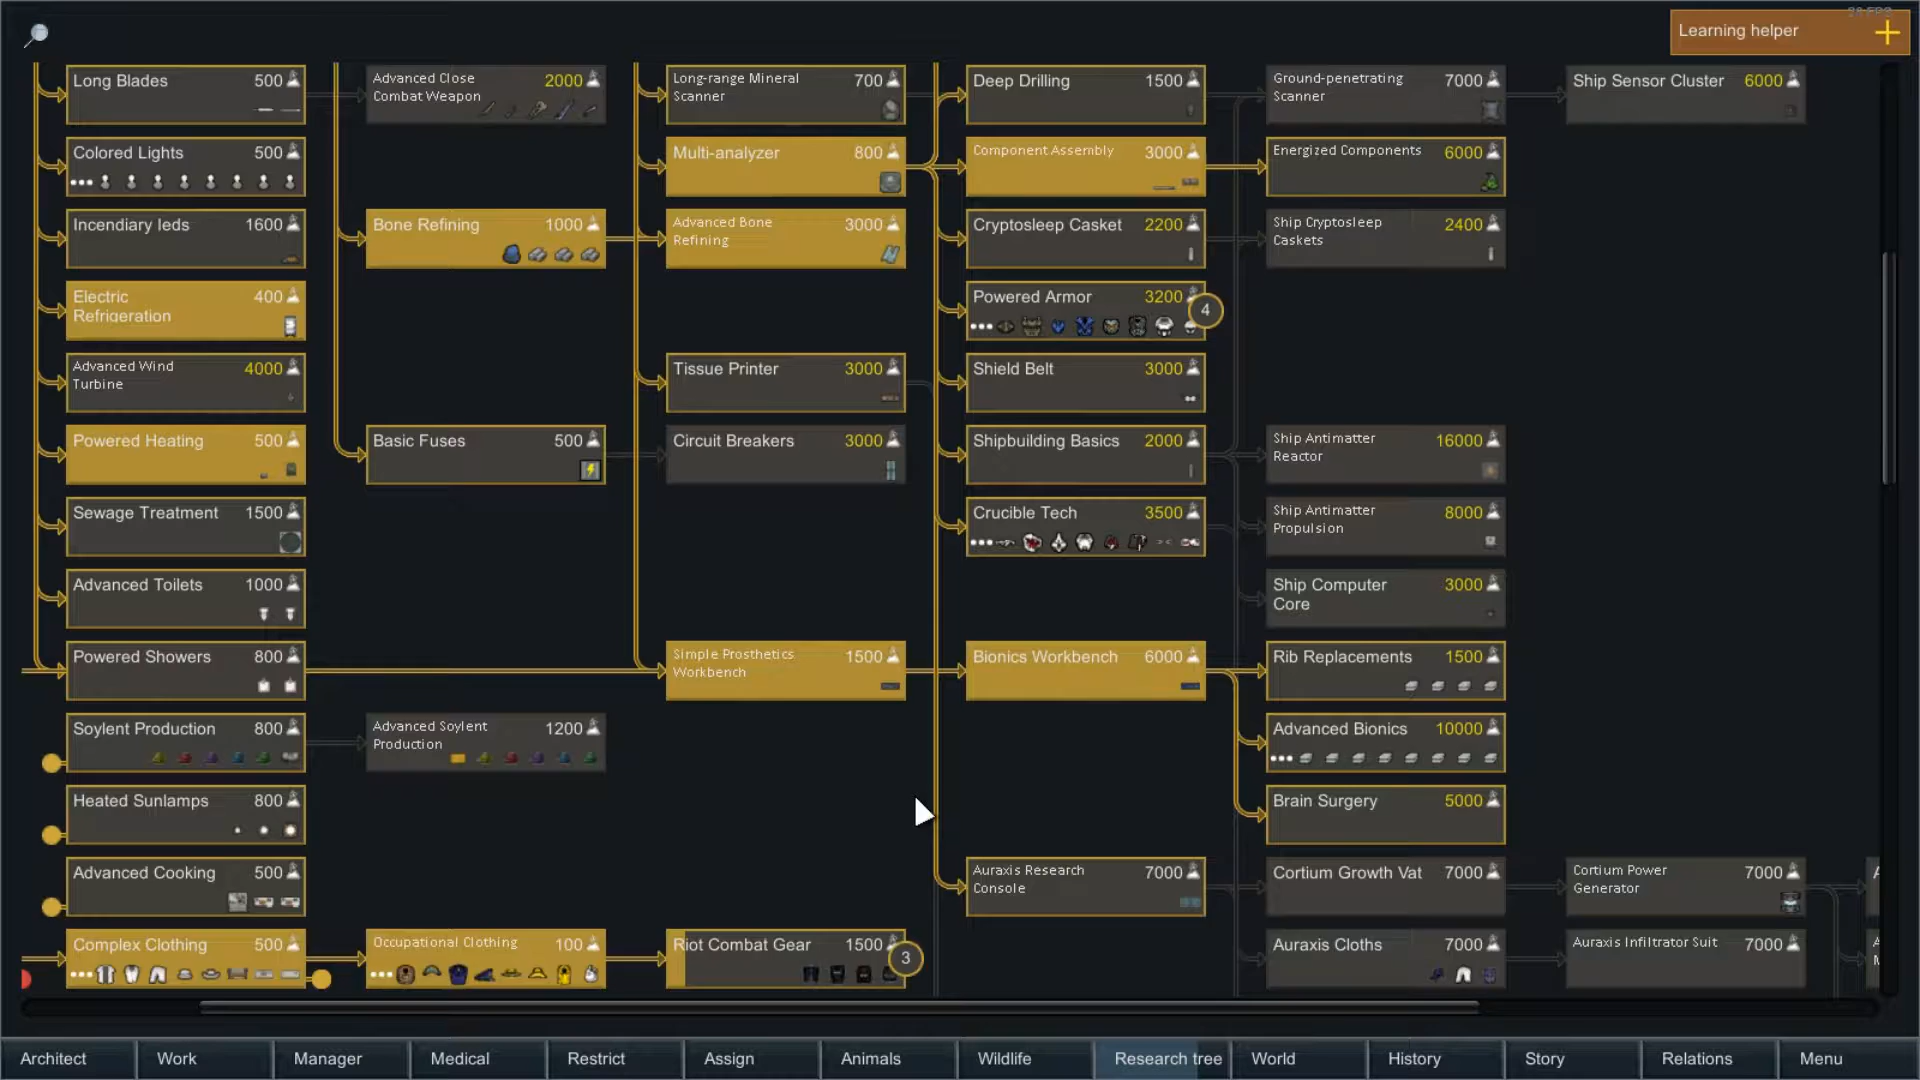 Learning helper
Long Blades 500
Advanced Close
Combat Weapon
2000
Long-range Mineral
Scanner
700
Deep Drilling 1500
Ground-penetrating
Scanner
7000
Ship Sensor Cluster 6000
Colored Lights 500
Multi-analyzer 800
Component Assembly 3000
Energized Components 6000
Incendiary Ieds 1600
Bone Refining 1000
Advanced Bone
Refining
3000
Cryptosleep Casket 2200
Ship Cryptosleep
Caskets
2400
Electric
Refrigeration
400
Powered Armor 3200
4
Advanced Wind
Turbine
4000
Tissue Printer 3000
Shield Belt 3000
Powered Heating 500
Basic Fuses 500
Circuit Breakers 3000
Shipbuilding Basics 2000
Ship Antimatter
Reactor
16000
Sewage Treatment 1500
Crucible Tech 3500
Ship Antimatter
Propulsion
8000
Advanced Toilets 1000
Ship Computer
Core
3000
Powered Showers 800
Simple Prosthetics
Workbench
1500
Bionics Workbench 6000
Rib Replacements 1500
Soylent Production 800
Advanced Soylent
Production
1200
Advanced Bionics 10000
Heated Sunlamps 800
Brain Surgery 5000
Advanced Cooking 500
Auraxis Research
Console
7000
Cortium Growth Vat 7000
Cortium Power
Generator
7000
Complex Clothing 500
Occupational Clothing 100
Riot Combat Gear 1500
3
Auraxis Cloths 7000
Auraxis Infiltrator Suit 7000
Architect Work Manager Medical Restrict Assign Animals Wildlife Research tree World History Story Relations Menu